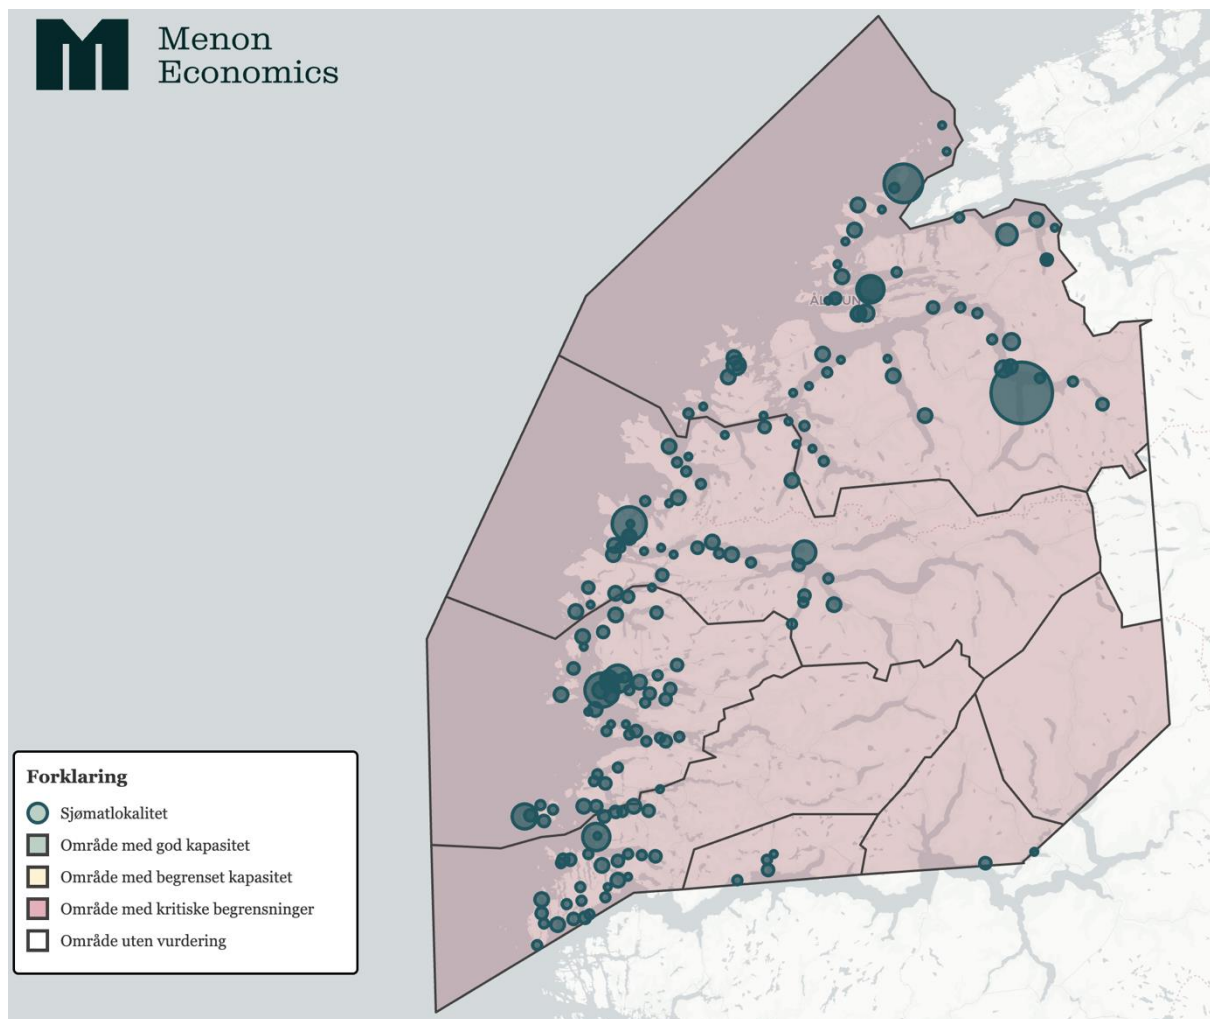 Menon
Economics
Forklaring
Sjømatlokalitet
Område med god kapasitet
Område med begrenset kapasitet
Område med kritiske begrensninger
Område uten vurdering